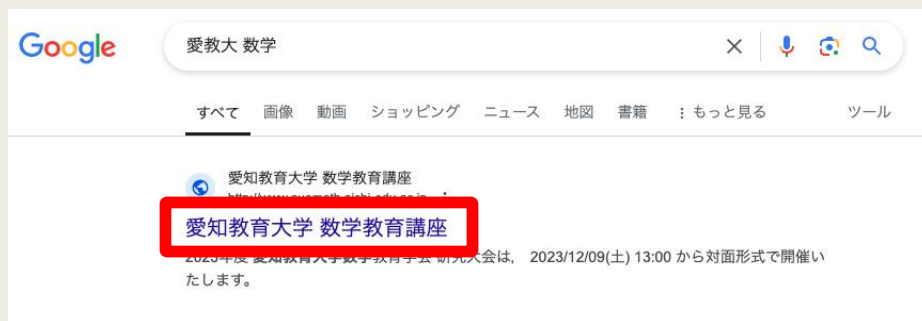 Google
愛教大 数学
すべて 画像 動画 ショッピング ニュース 地図 書籍 もっと見る ツール
愛知教育大学 数学教育講座
愛知教育大学 数学教育講座
2023年度 愛知教育大学数学教育学会 研究大会は, 2023/12/09(土) 13:00 から対面形式で開催い
たします。